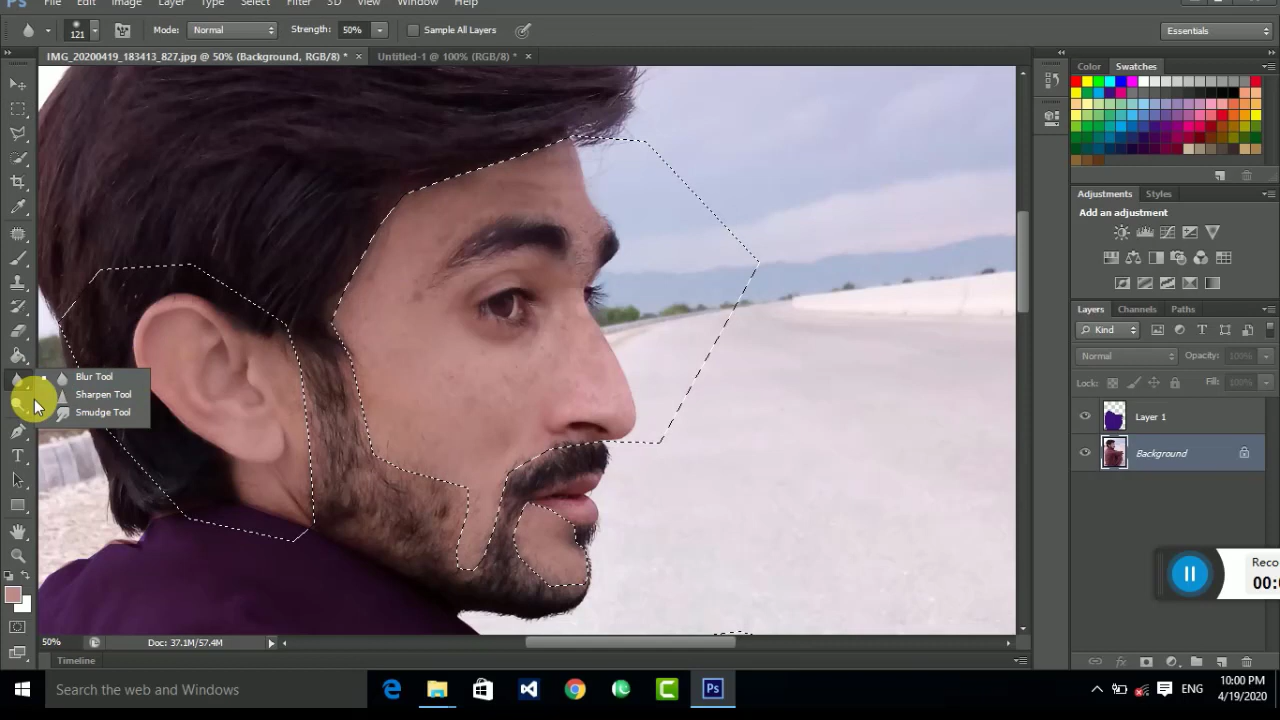 Ps File Edit Image Layer Type Select Filter 3D View Window Help
121 Mode: Normal Strength: 50% Sample All Layers Essentials
IMG_20200419_183413_827.jpg @ 50% (Background, RGB/8) * × Untitled-1 @ 100% (RGB/8) * ×
Color Swatches
Adjustments Styles
Add an adjustment
Layers Channels Paths
Kind
Normal Opacity: 100%
Lock: Fill: 100%
Layer 1
Background
Blur Tool
Sharpen Tool
Smudge Tool
T
Reco
00:
50% Doc: 37.1M/57.4M
Timeline
Search the web and Windows
Ps
ENG
10:00 PM
4/19/2020